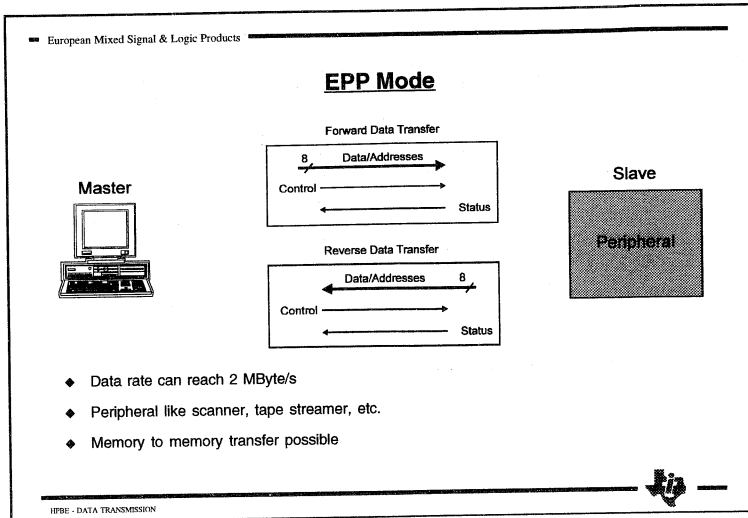 European Mixed Signal & Logic Products
EPP Mode
Forward Data Transfer
8 Data/Addresses
Control
Status
Master
Slave
Peripheral
Reverse Data Transfer
Data/Addresses 8
Control
Status
◆ Data rate can reach 2 MByte/s
◆ Peripheral like scanner, tape streamer, etc.
◆ Memory to memory transfer possible
HPBE - DATA TRANSMISSION